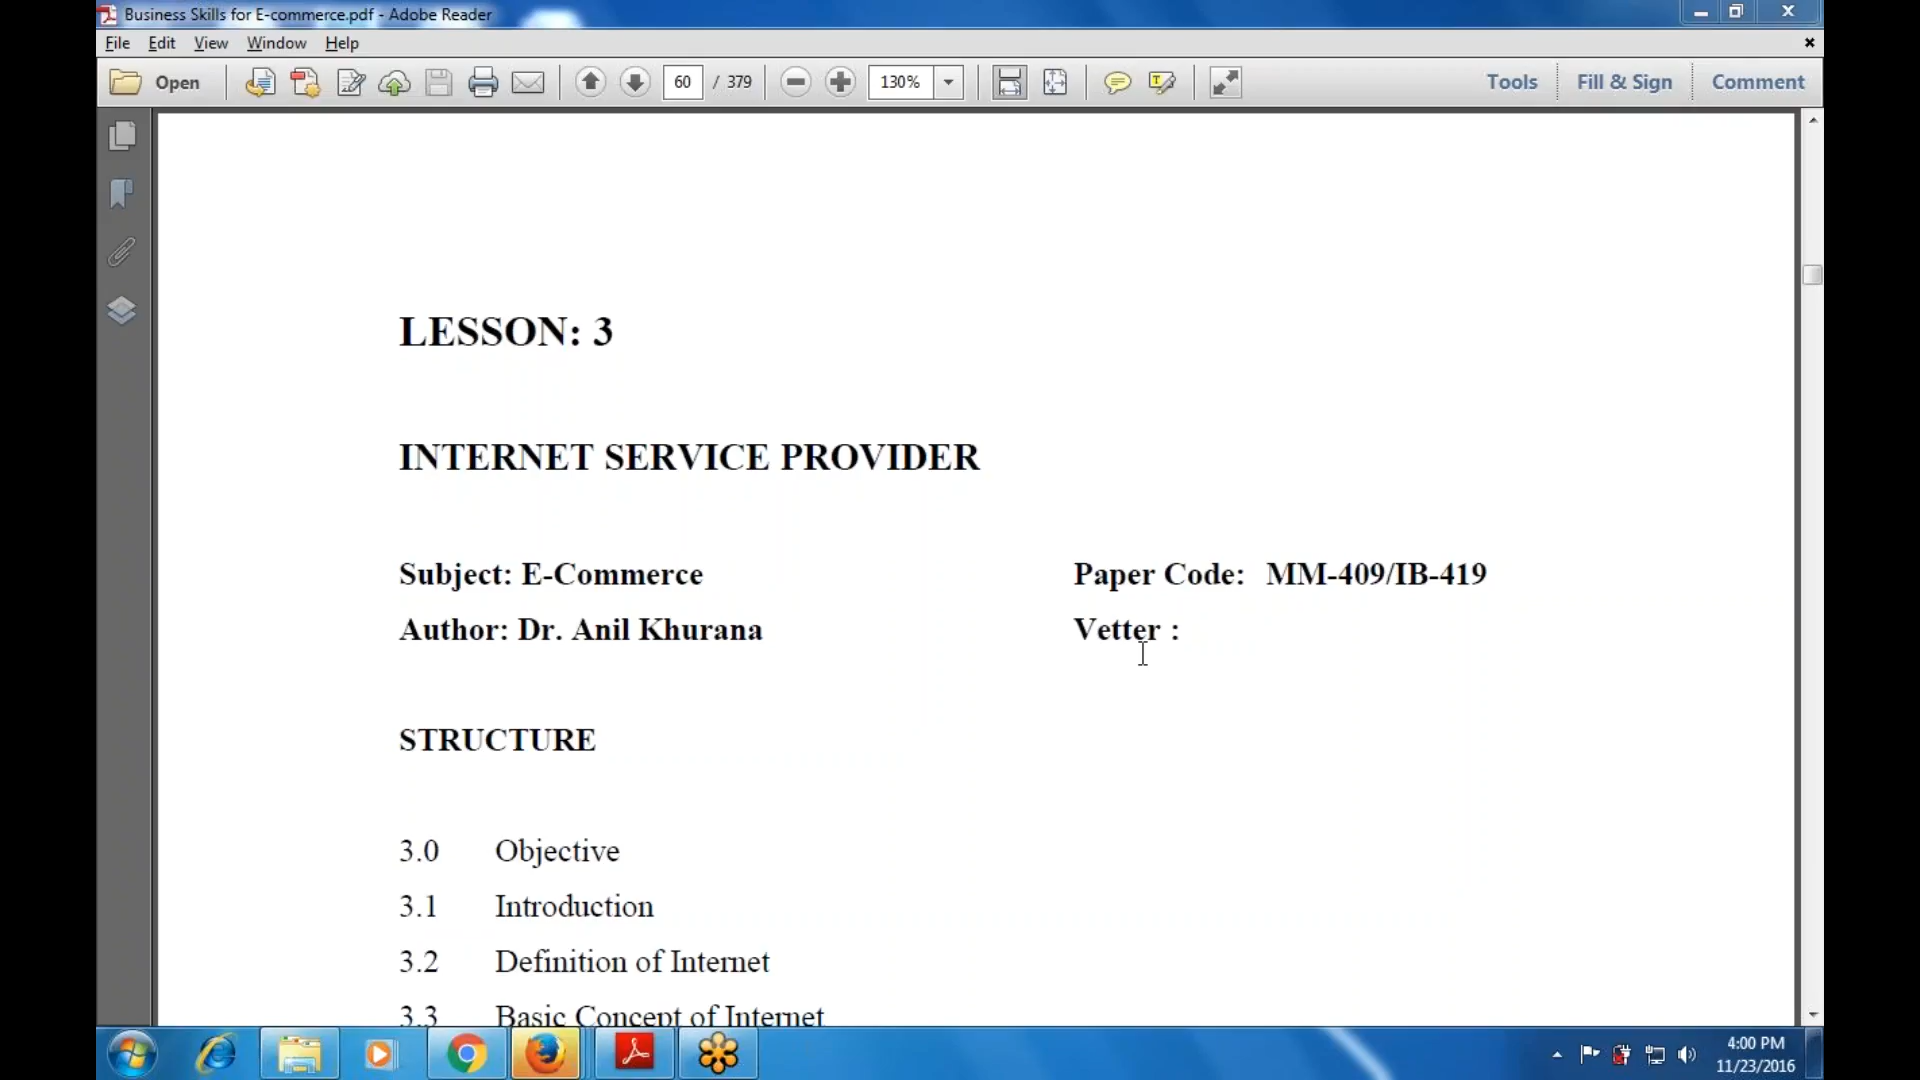 Business Skills for E-commerce.pdf - Adobe Reader
File Edit View Window Help
Open 60 / 379 130% Tools Fill & Sign Comment
LESSON: 3
INTERNET SERVICE PROVIDER
Subject: E-Commerce Paper Code: MM-409/IB-419
Author: Dr. Anil Khurana Vetter :
STRUCTURE
3.0 Objective
3.1 Introduction
3.2 Definition of Internet
3.3 Basic Concept of Internet
4:00 PM
11/23/2016